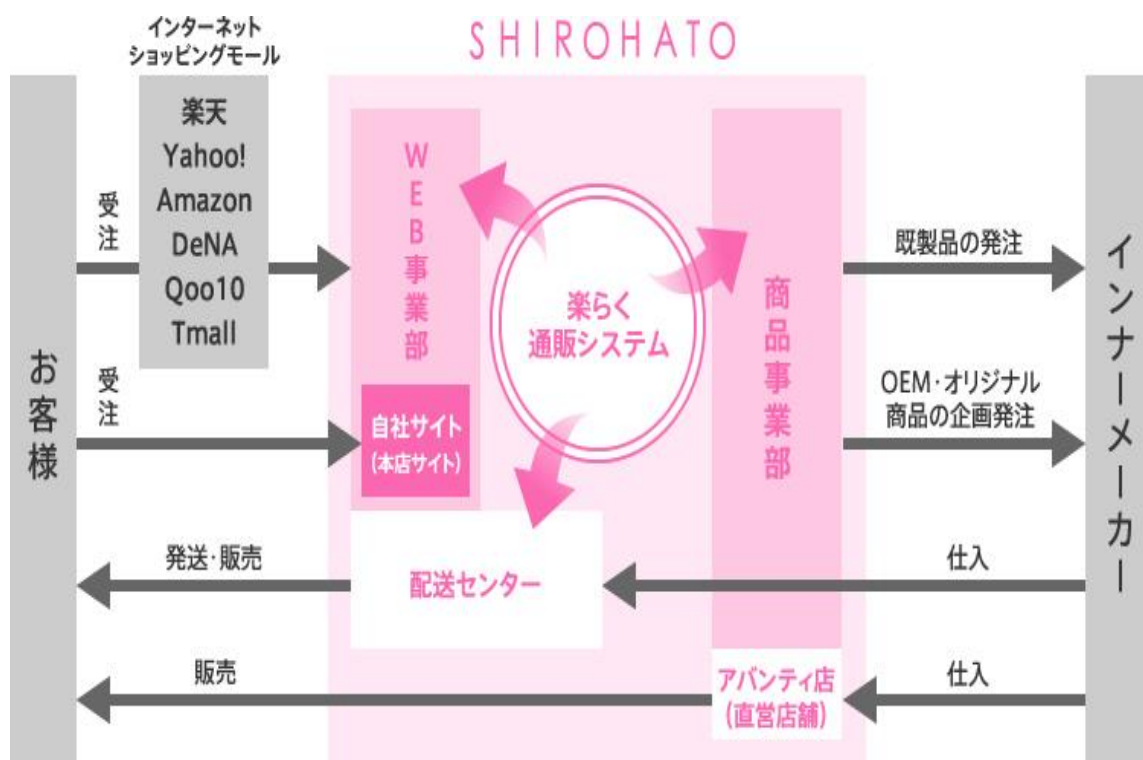 インターネット
ショッピングモール
SHIROHATO
楽天
Yahoo!
Amazon
DeNA
Qoo10
Tmall
受注
受注
お客様
WEB事業部
自社サイト
(本店サイト)
楽らく
通販システム
商品事業部
既製品の発注
OEM・オリジナル
商品の企画発注
インナーメーカー
発送・販売
配送センター
仕入
販売
アバンティ店
(直営店舗)
仕入